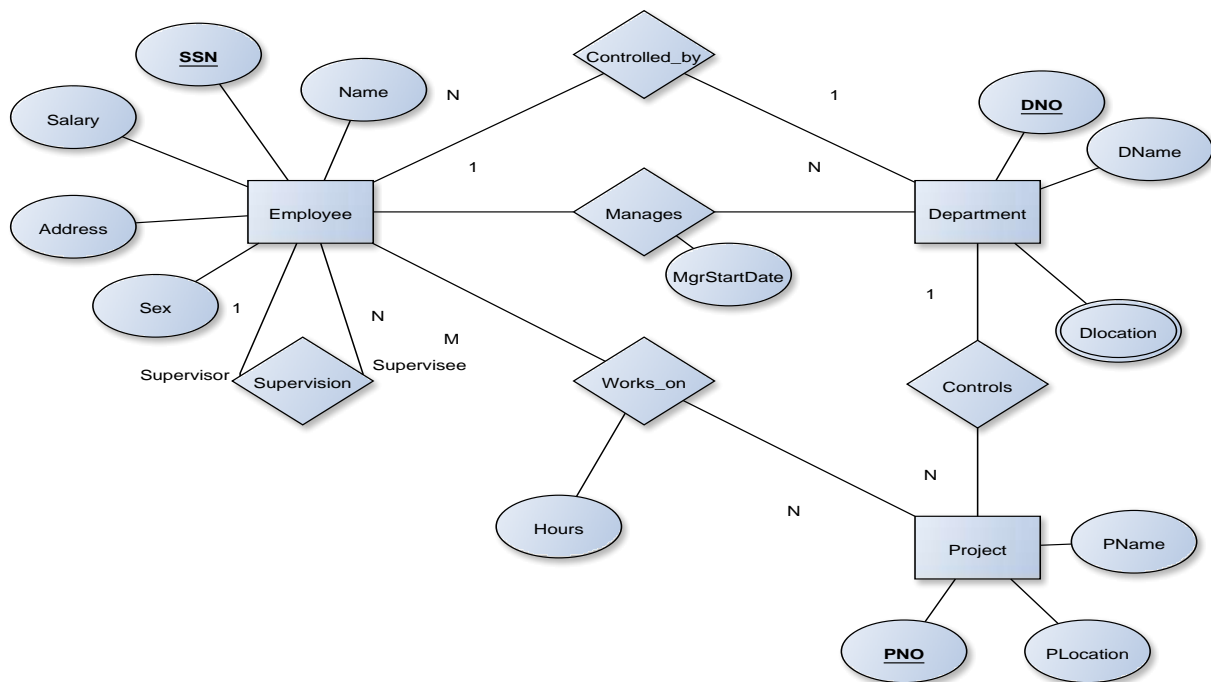 SSN
Controlled_by
Name
N
1
DNO
Salary
DName
1
N
Employee
Manages
Department
Address
MgrStartDate
Sex
1
N
1
Dlocation
M
Supervisor
Supervisee
Supervision
Works_on
Controls
N
N
Hours
Project
PName
PNO
PLocation